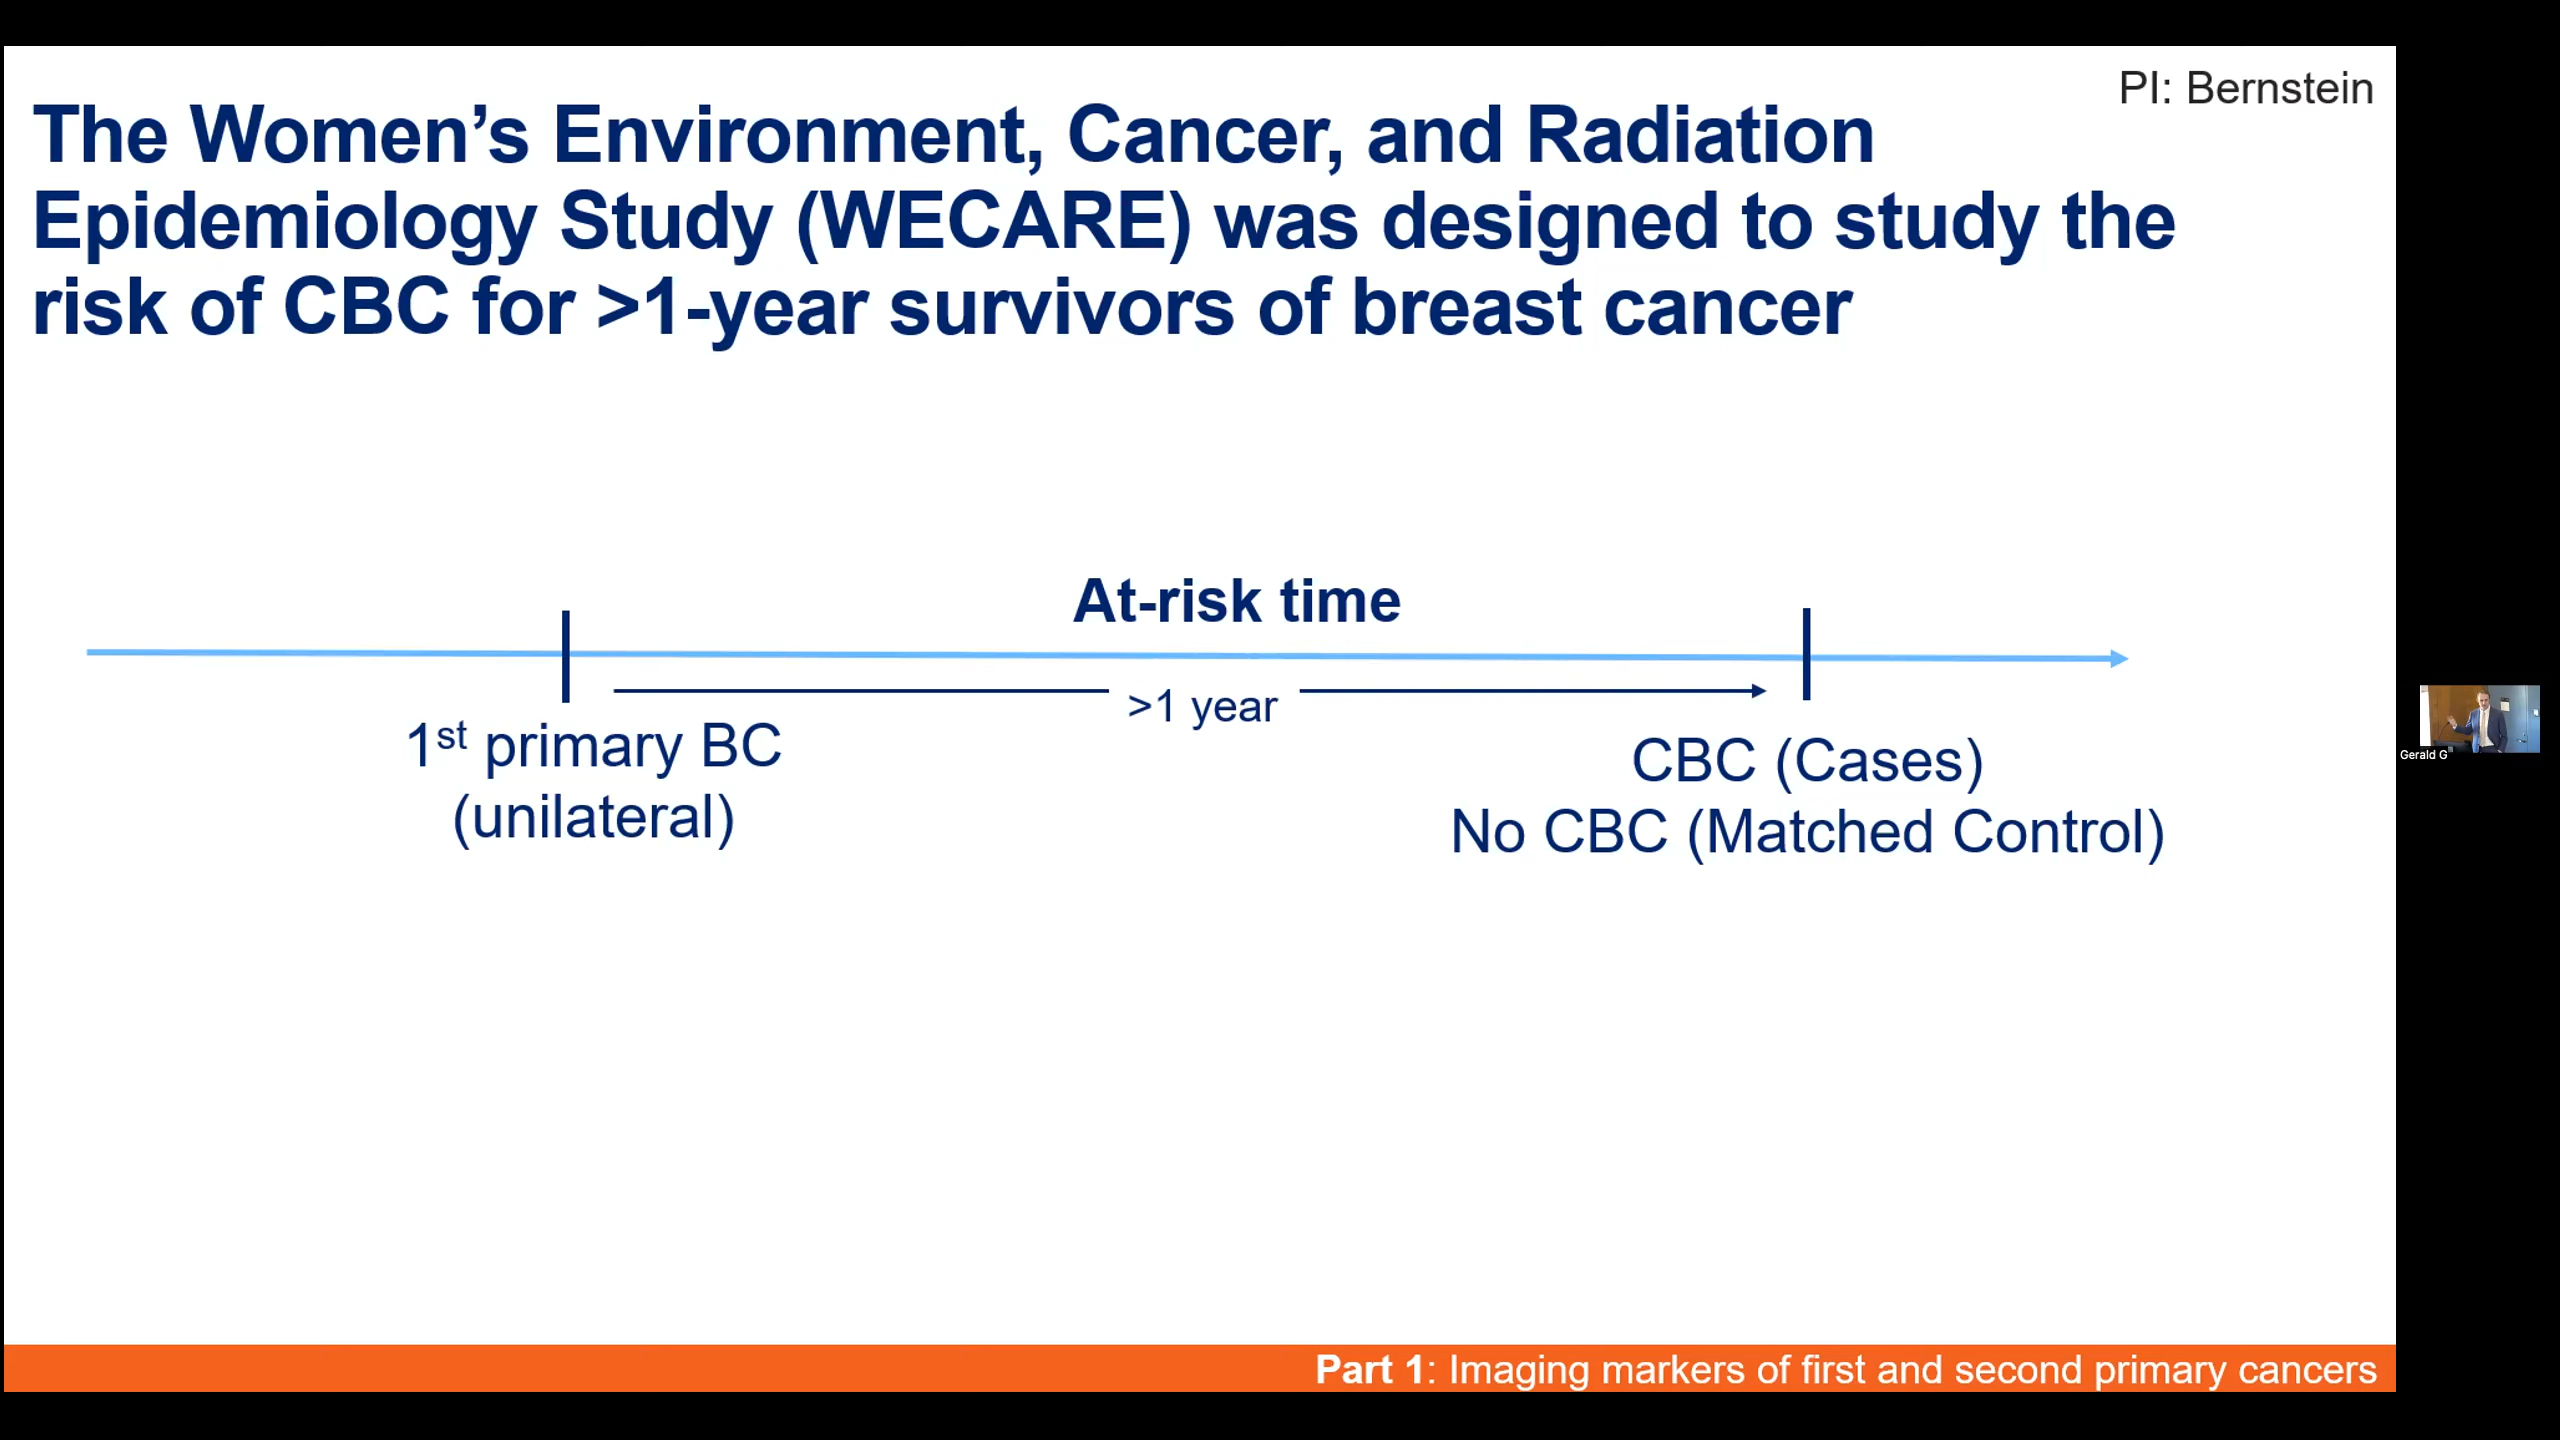 PI: Bernstein
The Women’s Environment, Cancer, and Radiation
Epidemiology Study (WECARE) was designed to study the
risk of CBC for >1-year survivors of breast cancer
At-risk time
>1 year
1st primary BC
(unilateral)
CBC (Cases)
No CBC (Matched Control)
Gerald G
Part 1: Imaging markers of first and second primary cancers